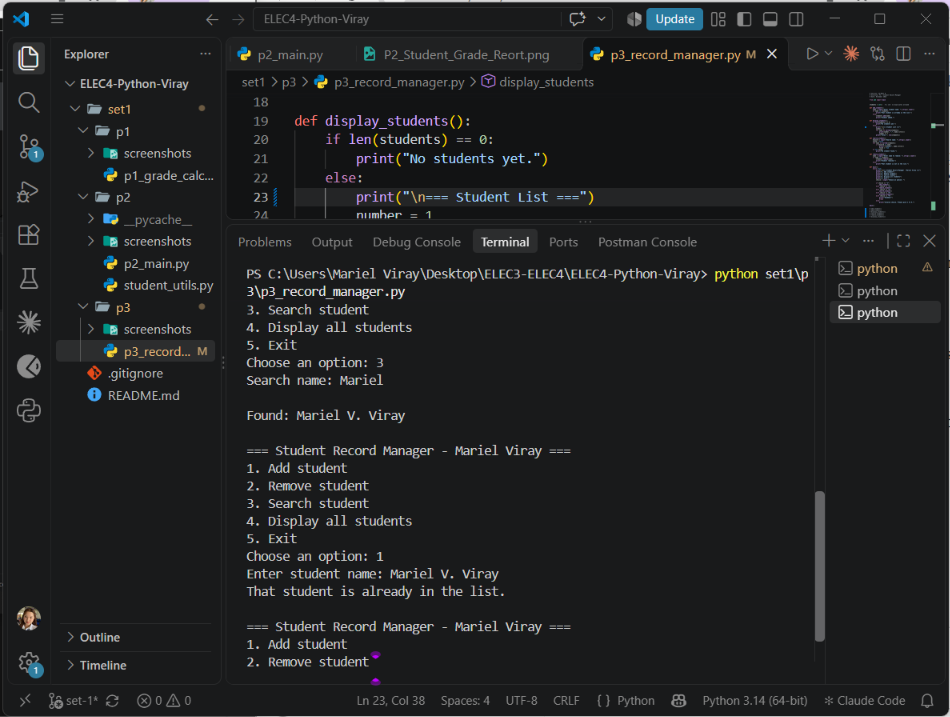 ELEC4-Python-Viray
Update
Explorer
p2_main.py
P2_Student_Grade_Reort.png
p3_record_manager.py M
ELEC4-Python-Viray
set1
p1
screenshots
p1_grade_calc...
p2
__pycache__
screenshots
p2_main.py
student_utils.py
p3
screenshots
p3_record... M
.gitignore
README.md
Outline
Timeline
set1 > p3 > p3_record_manager.py > display_students
18
19 def display_students():
20 if len(students) == 0:
21 print("No students yet.")
22 else:
23 print("\n=== Student List ===")
24 number = 1
Problems Output Debug Console Terminal Ports Postman Console
PS C:\Users\Mariel Viray\Desktop\ELEC3-ELEC4\ELEC4-Python-Viray> python set1\p
3\p3_record_manager.py
3. Search student
4. Display all students
5. Exit
Choose an option: 3
Search name: Mariel
Found: Mariel V. Viray
=== Student Record Manager - Mariel Viray ===
1. Add student
2. Remove student
3. Search student
4. Display all students
5. Exit
Choose an option: 1
Enter student name: Mariel V. Viray
That student is already in the list.
=== Student Record Manager - Mariel Viray ===
1. Add student
2. Remove student
python
python
python
1
1
set-1* 0 0 Ln 23, Col 38 Spaces: 4 UTF-8 CRLF {} Python Python 3.14 (64-bit) Claude Code